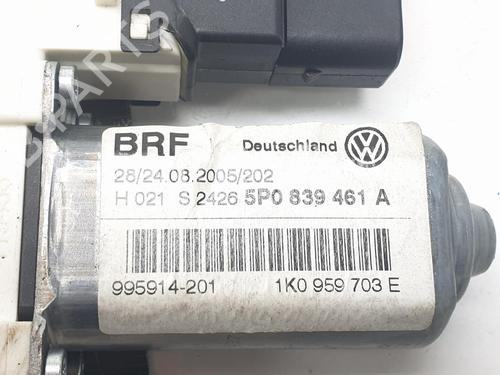 BRF Deutschland
28/24.08.2005/202
H 021 S 2426 5P0 839 461 A
995914-201 1K0 959 703 E